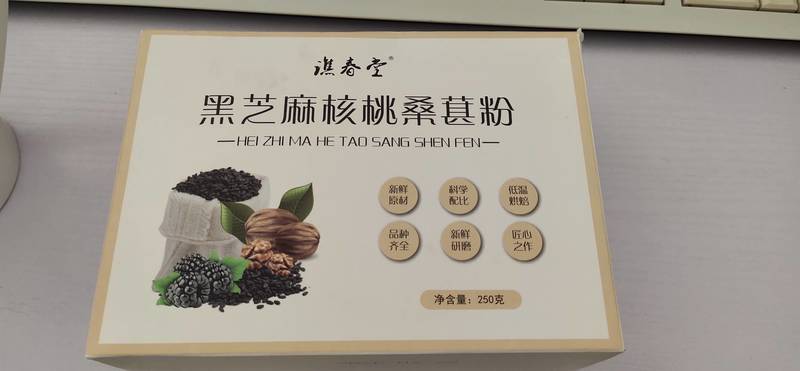 譙春堂®
黑芝麻核桃桑葚粉
HEI ZHI MA HE TAO SANG SHEN FEN
新鲜
原材
科学
配比
低温
烘焙
品种
齐全
新鲜
研磨
匠心
之作
净含量：250克